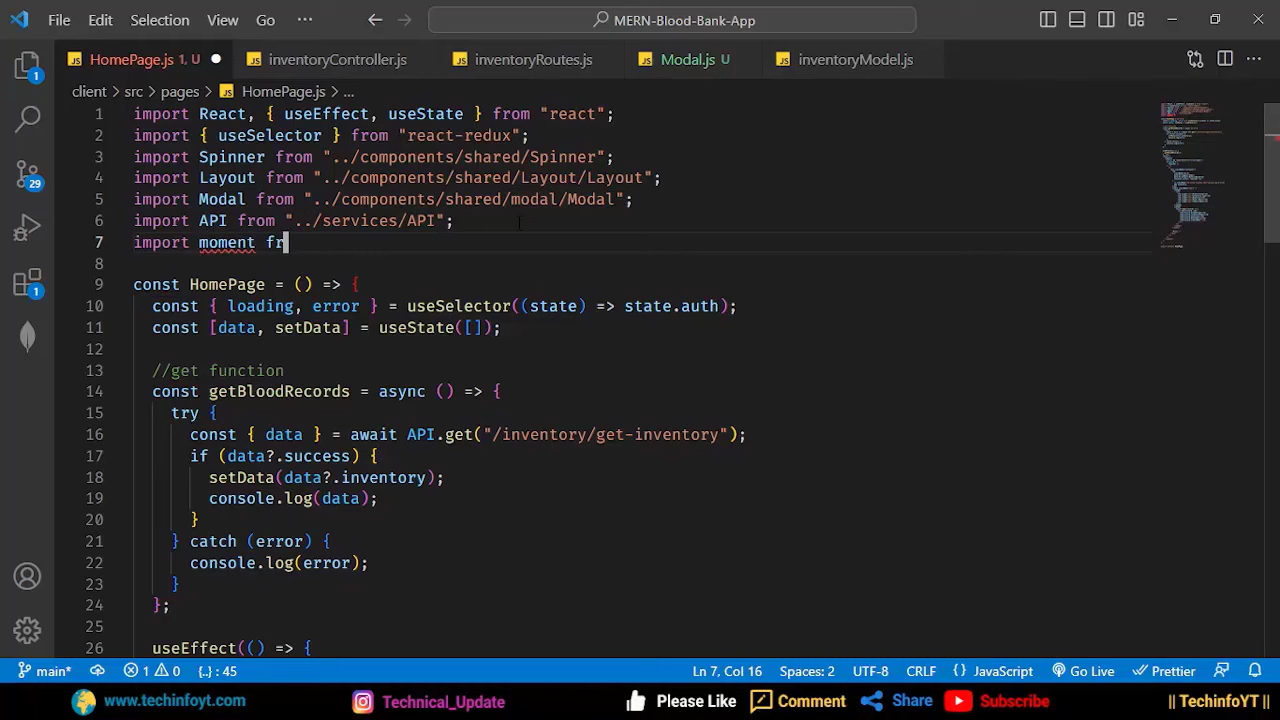 File Edit Selection View Go ··· MERN-Blood-Bank-App
HomePage.js 1, U inventoryController.js inventoryRoutes.js Modal.js U inventoryModel.js
client > src > pages > HomePage.js > ...
1 import React, { useEffect, useState } from "react";
2 import { useSelector } from "react-redux";
3 import Spinner from "../components/shared/Spinner";
4 import Layout from "../components/shared/Layout/Layout";
5 import Modal from "../components/shared/modal/Modal";
6 import API from "../services/API";
7 import moment fr
8
9 const HomePage = () => {
10 const { loading, error } = useSelector((state) => state.auth);
11 const [data, setData] = useState([]);
12
13 //get function
14 const getBloodRecords = async () => {
15 try {
16 const { data } = await API.get("/inventory/get-inventory");
17 if (data?.success) {
18 setData(data?.inventory);
19 console.log(data);
20 }
21 } catch (error) {
22 console.log(error);
23 }
24 };
25
26 useEffect(() => {
1
29
1
main* 1 0 {..} : 45 Ln 7, Col 16 Spaces: 2 UTF-8 CRLF {} JavaScript Go Live Prettier
www.techinfoyt.com Technical_Update Please Like Comment Share Subscribe || TechinfoYT ||